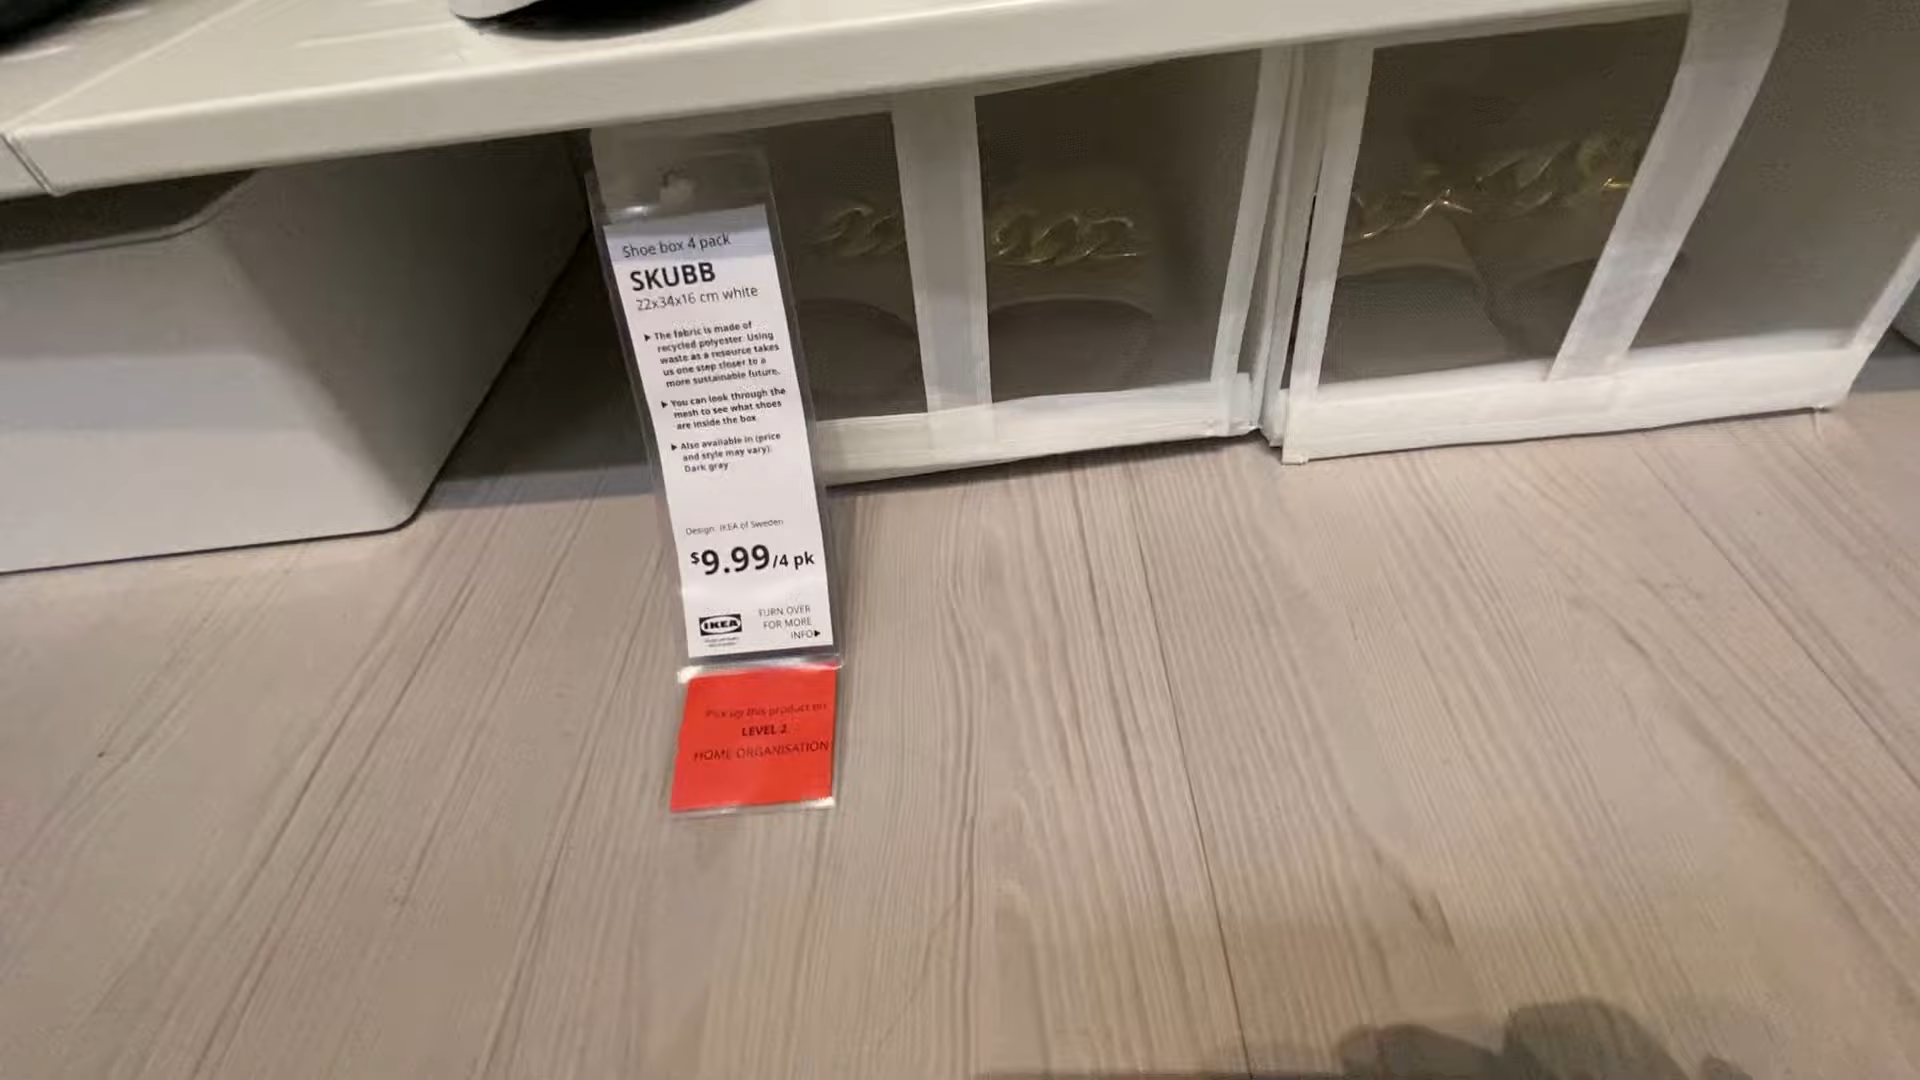 Shoe box 4 pack
SKUBB
22x34x16 cm white
▶ The fabric is made of
recycled polyester. Using
waste as a resource takes
us one step closer to a
more sustainable future.
▶ You can look through the
mesh to see what shoes
are inside the box
▶ Also available in (price
and style may vary):
Dark gray
Design: IKEA of Sweden
$9.99/4 pk
IKEA
TURN OVER
FOR MORE
INFO▶
Pick up this product on
LEVEL 2
HOME ORGANISATION